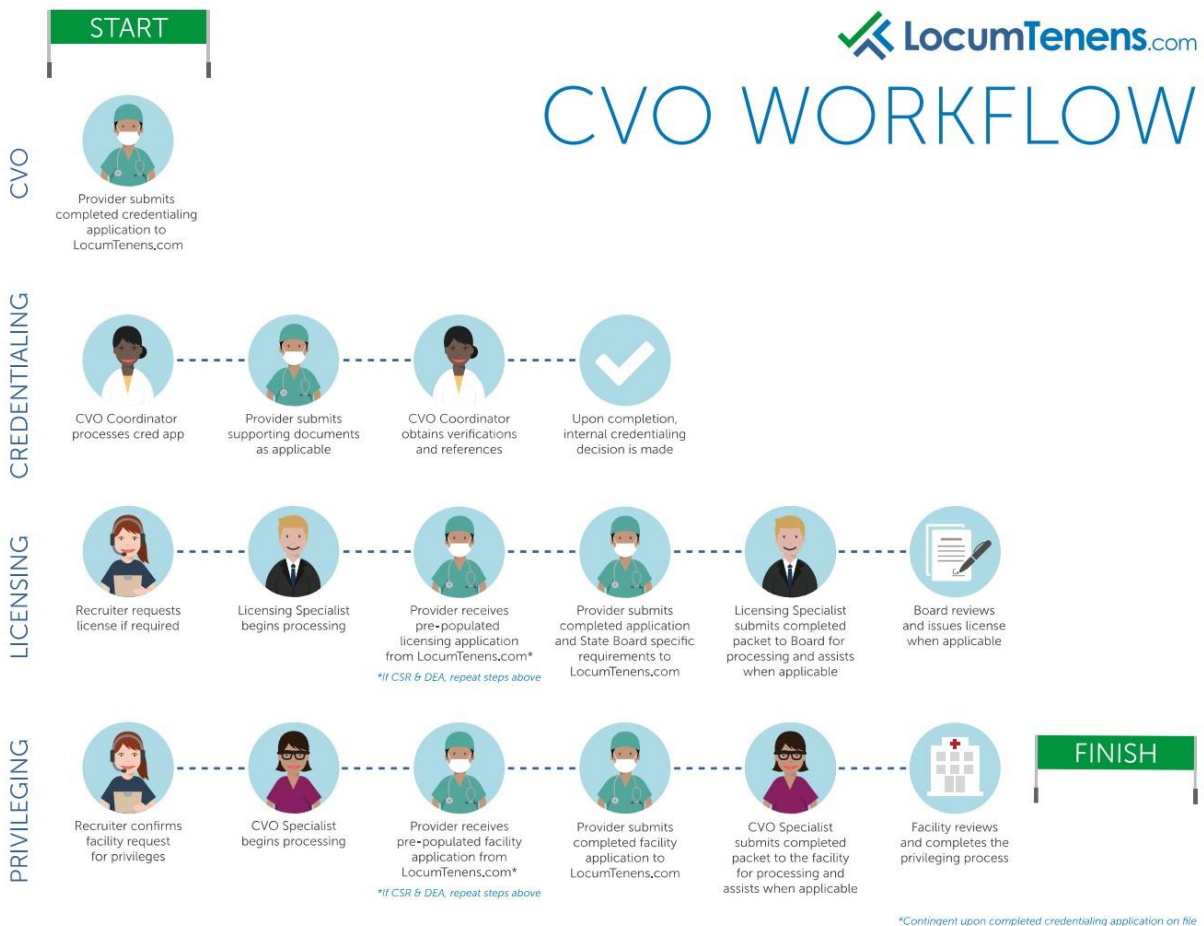 START
LocumTenens.com
CVO WORKFLOW
CVO
Provider submits
completed credentialing
application to
LocumTenens.com
CREDENTIALING
CVO Coordinator
processes cred app
Provider submits
supporting documents
as applicable
CVO Coordinator
obtains verifications
and references
Upon completion,
internal credentialing
decision is made
LICENSING
Recruiter requests
license if required
Licensing Specialist
begins processing
Provider receives
pre-populated
licensing application
from LocumTenens.com*
*If CSR & DEA, repeat steps above
Provider submits
completed application
and State Board specific
requirements to
LocumTenens.com
Licensing Specialist
submits completed
packet to Board for
processing and assists
when applicable
Board reviews
and issues license
when applicable
PRIVILEGING
Recruiter confirms
facility request
for privileges
CVO Specialist
begins processing
Provider receives
pre-populated facility
application from
LocumTenens.com*
*If CSR & DEA, repeat steps above
Provider submits
completed facility
application to
LocumTenens.com
CVO Specialist
submits completed
packet to the facility
for processing and
assists when applicable
Facility reviews
and completes the
privileging process
FINISH
*Contingent upon completed credentialing application on file